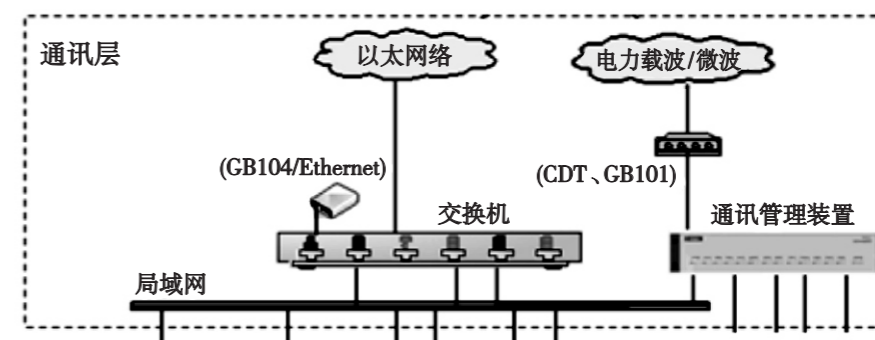 通讯层
以太网络
电力载波/微波
(GB104/Ethernet)
(CDT、GB101)
交换机
通讯管理装置
局域网